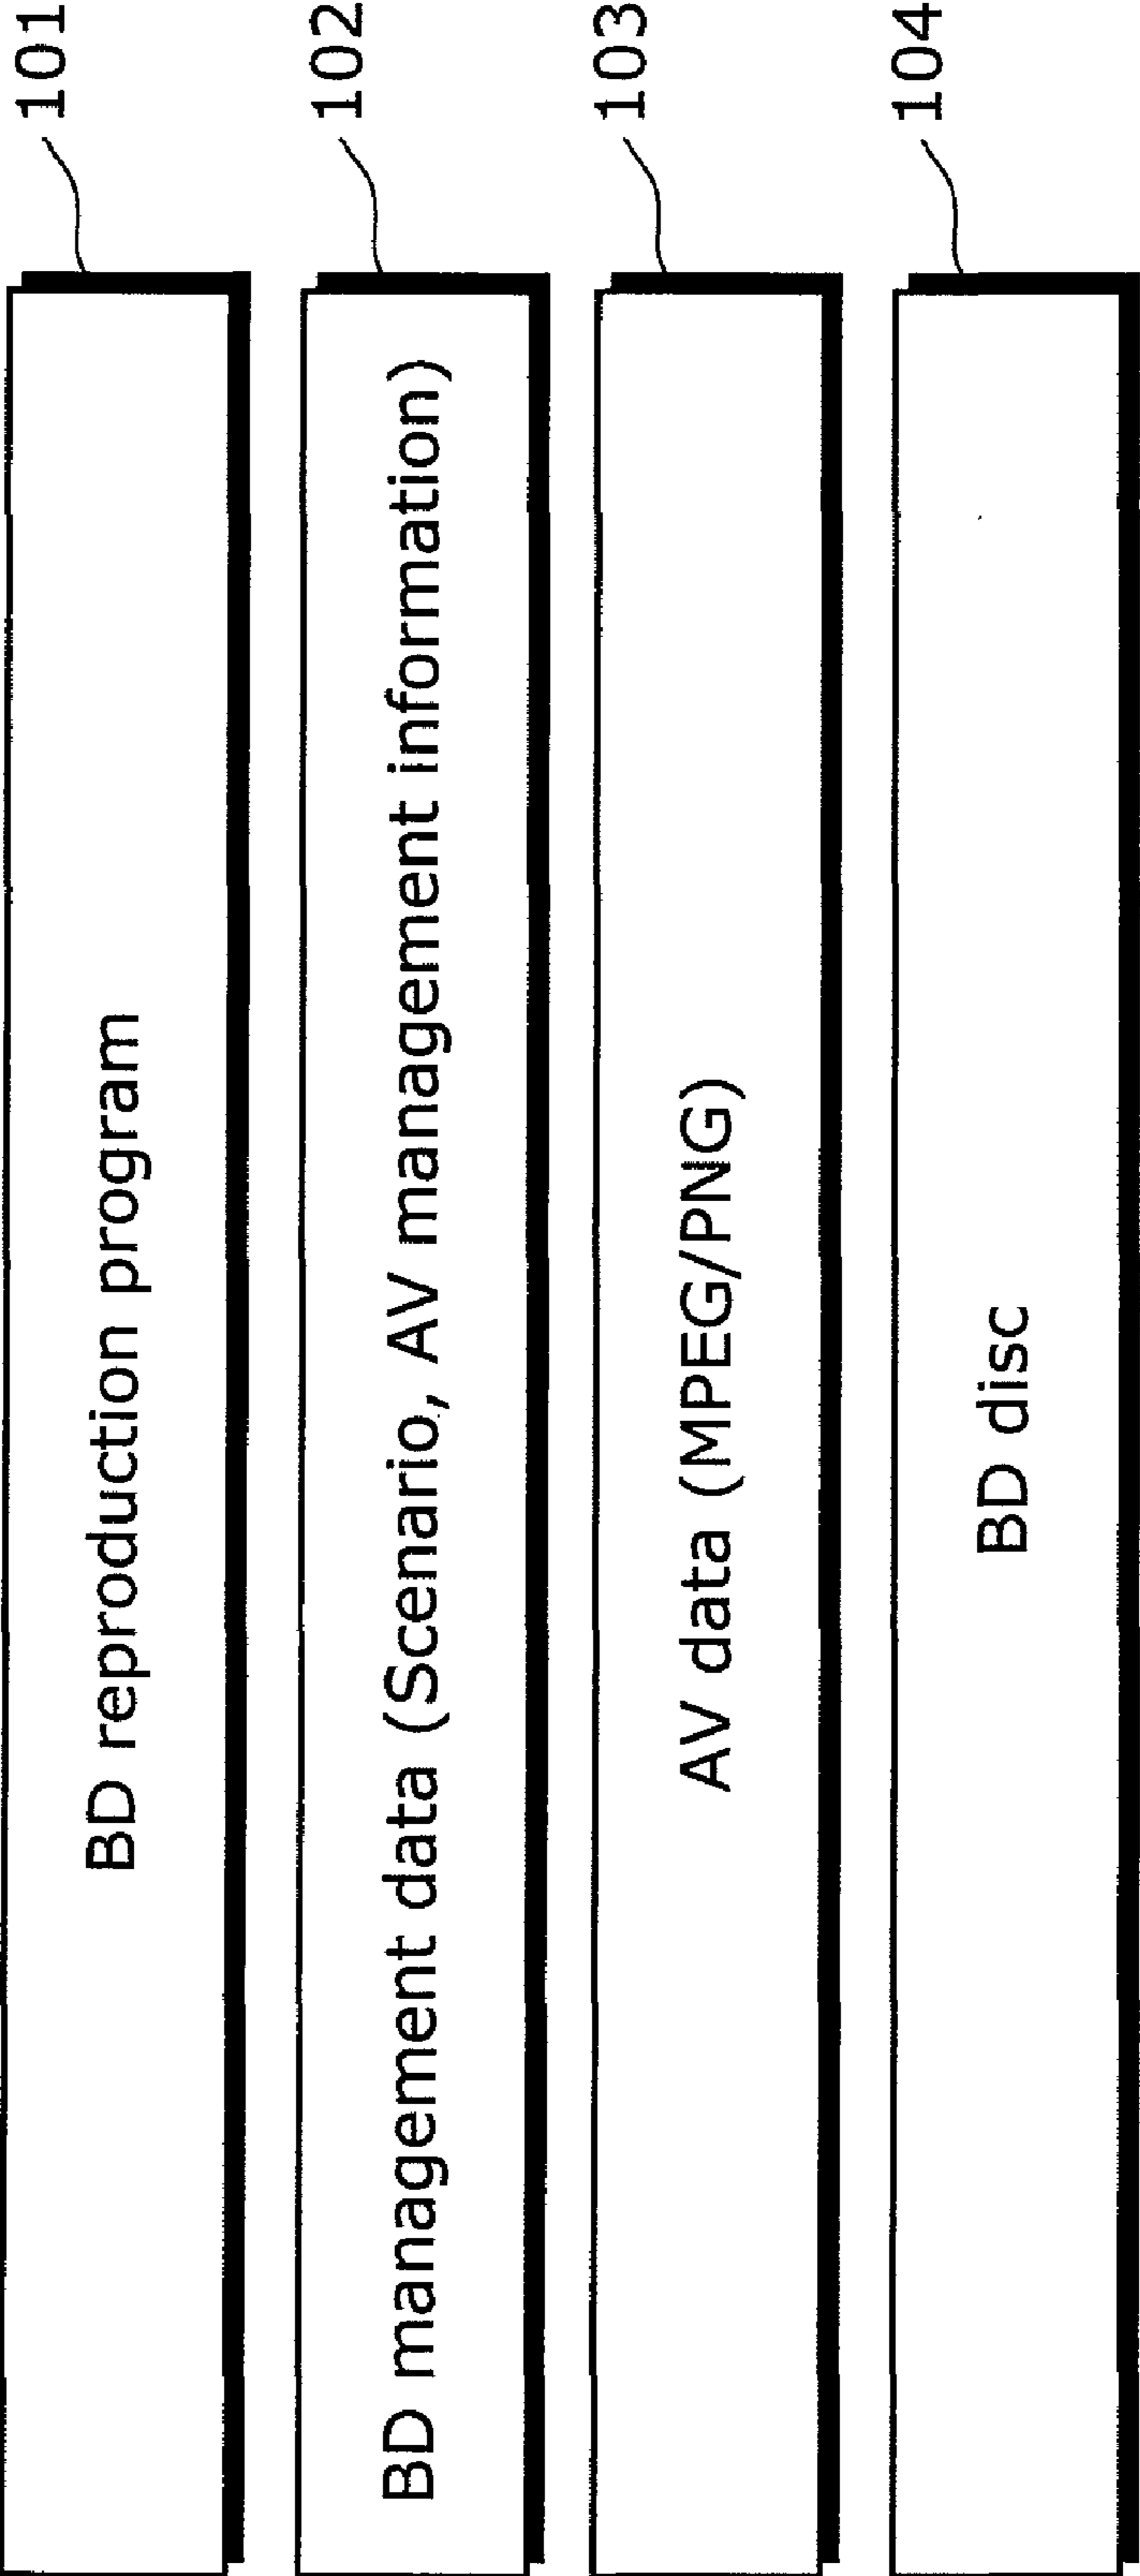 BD reproduction program
101
BD management data (Scenario, AV management information)
102
AV data (MPEG/PNG)
103
BD disc
104